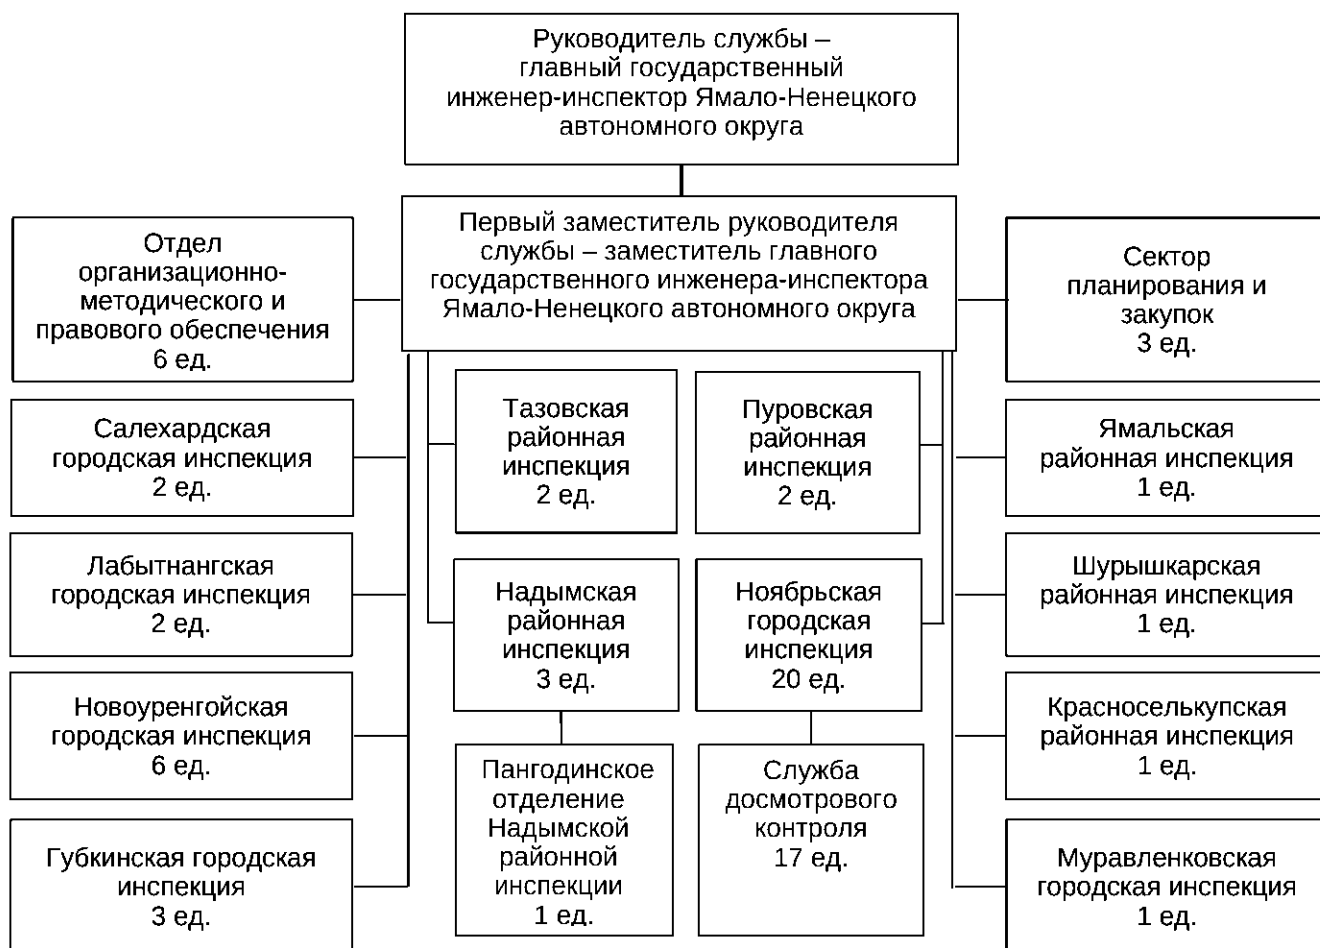 Руководитель службы –
главный государственный
инженер-инспектор Ямало-Ненецкого
автономного округа
Первый заместитель руководителя
службы – заместитель главного
государственного инженера-инспектора
Ямало-Ненецкого автономного округа
Отдел
организационно-
методического и
правового обеспечения
6 ед.
Сектор
планирования и
закупок
3 ед.
Салехардская
городская инспекция
2 ед.
Тазовская
районная
инспекция
2 ед.
Пуровская
районная
инспекция
2 ед.
Ямальская
районная инспекция
1 ед.
Лабытнангская
городская инспекция
2 ед.
Надымская
районная
инспекция
3 ед.
Ноябрьская
городская
инспекция
20 ед.
Шурышкарская
районная инспекция
1 ед.
Новоуренгойская
городская инспекция
6 ед.
Пангодинское
отделение
Надымской
районной
инспекции
1 ед.
Служба
досмотрового
контроля
17 ед.
Красноселькупская
районная инспекция
1 ед.
Губкинская городская
инспекция
3 ед.
Муравленковская
городская инспекция
1 ед.